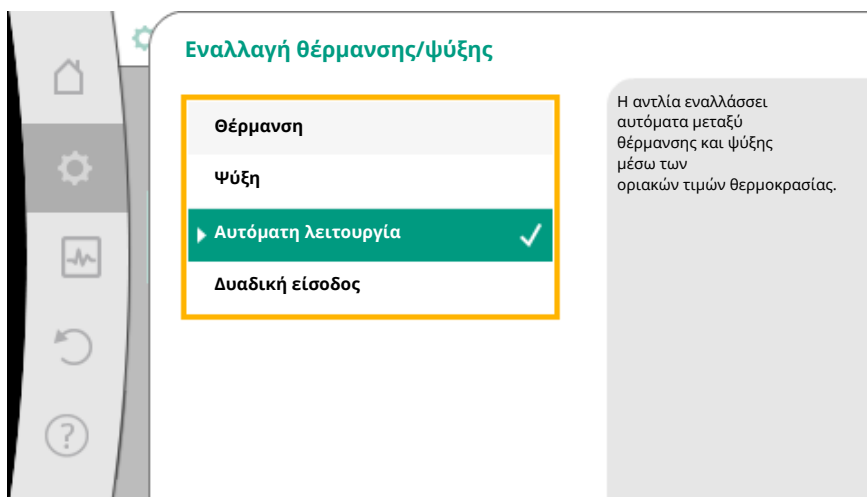 Εναλλαγή θέρμανσης/ψύξης
Θέρμανση
Ψύξη
Αυτόματη λειτουργία
Δυαδική είσοδος
Η αντλία εναλλάσσει
αυτόματα μεταξύ
θέρμανσης και ψύξης
μέσω των
οριακών τιμών θερμοκρασίας.